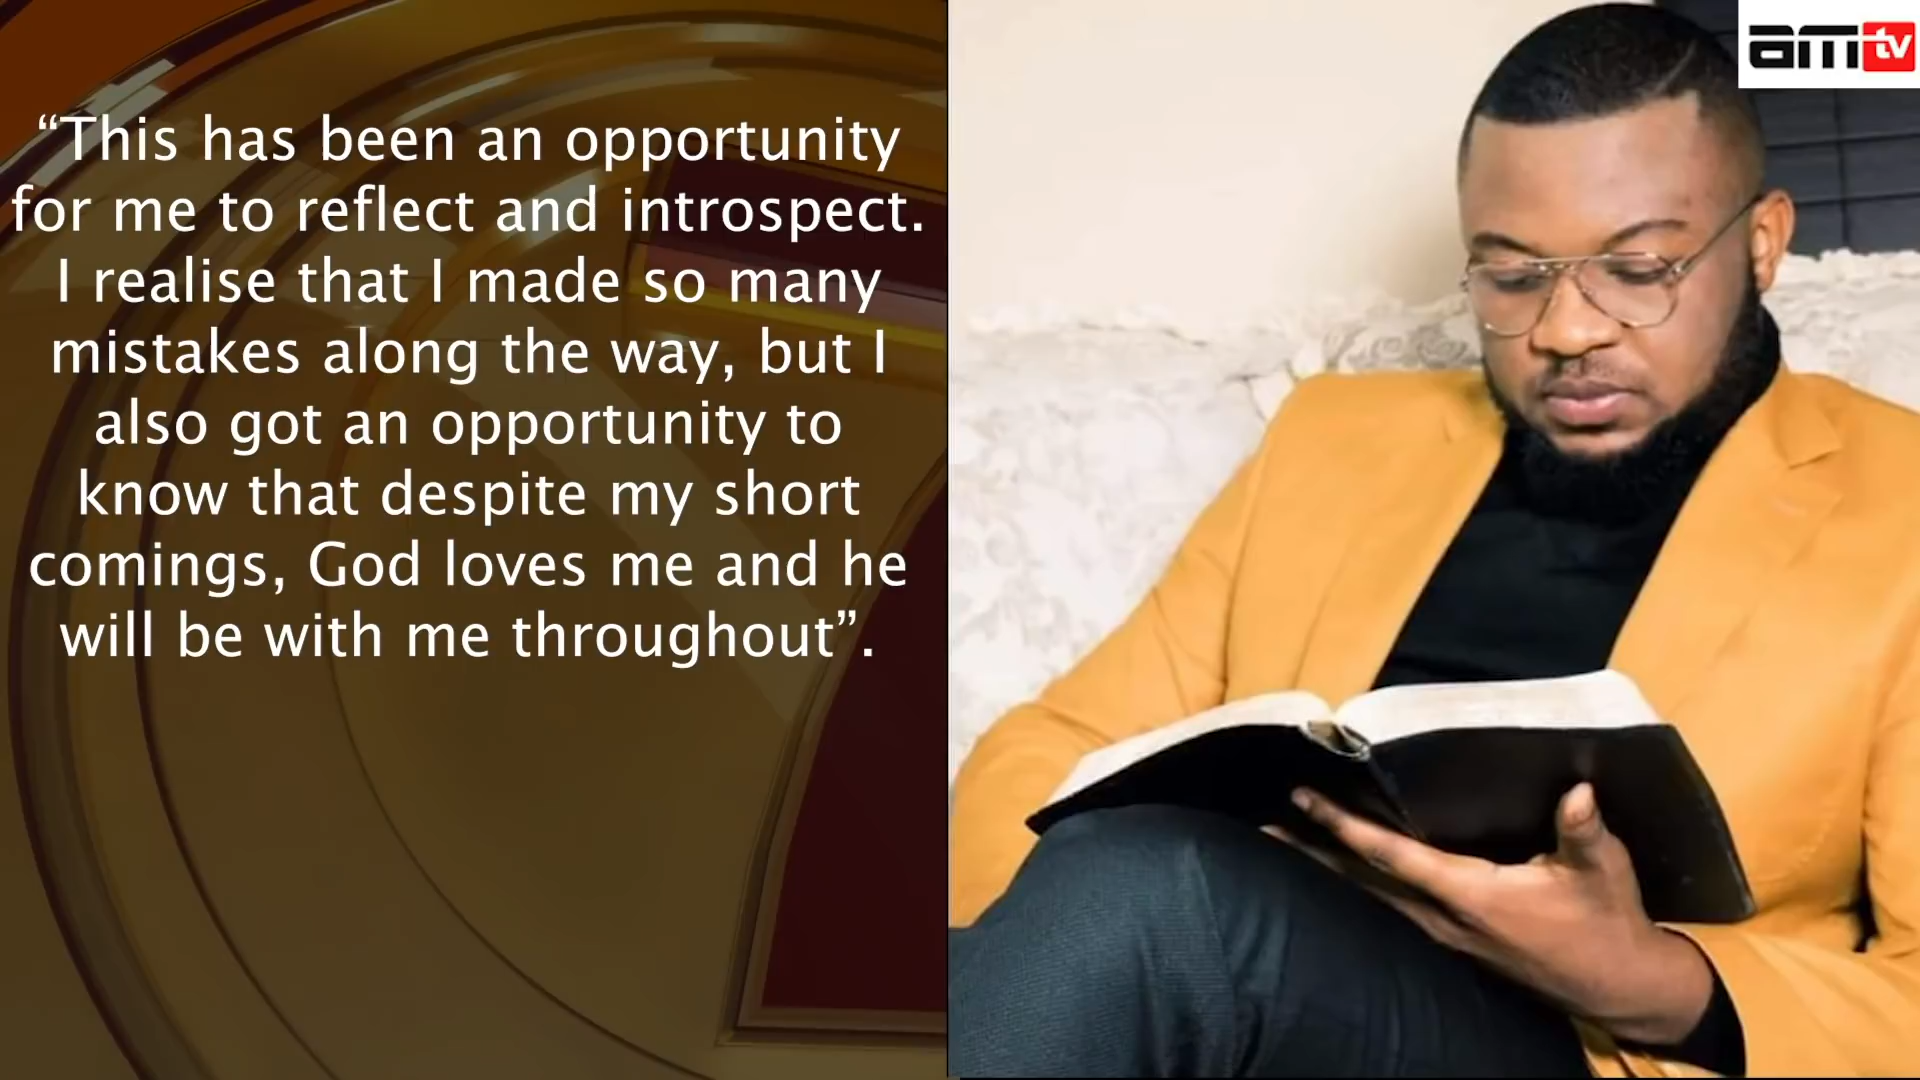 “This has been an opportunity
for me to reflect and introspect.
I realise that I made so many
mistakes along the way, but I
also got an opportunity to
know that despite my short
comings, God loves me and he
will be with me throughout”.
amtv